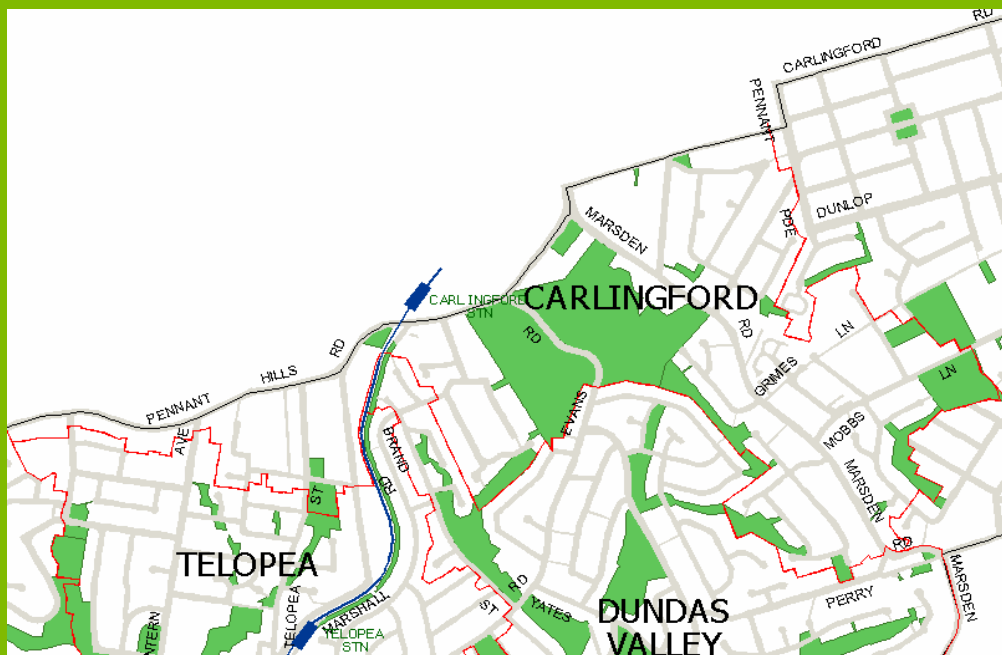 RD
CARLINGFORD
PENNANT
PDE
DUNLOP
MARSDEN
RD
CARLINGFORD
STN
CARLINGFORD
RD
LN
GRIMES
LN
RD
HILLS
PENNANT
AVE
EVANS
MOBBS
BRAND
RD
MARSDEN
RD
ST
TELOPEA
RD
MARSDEN
PERRY
YATES
ST
DUNDAS
VALLEY
MARSHALL
TELOPEA
TELOPEA
STN